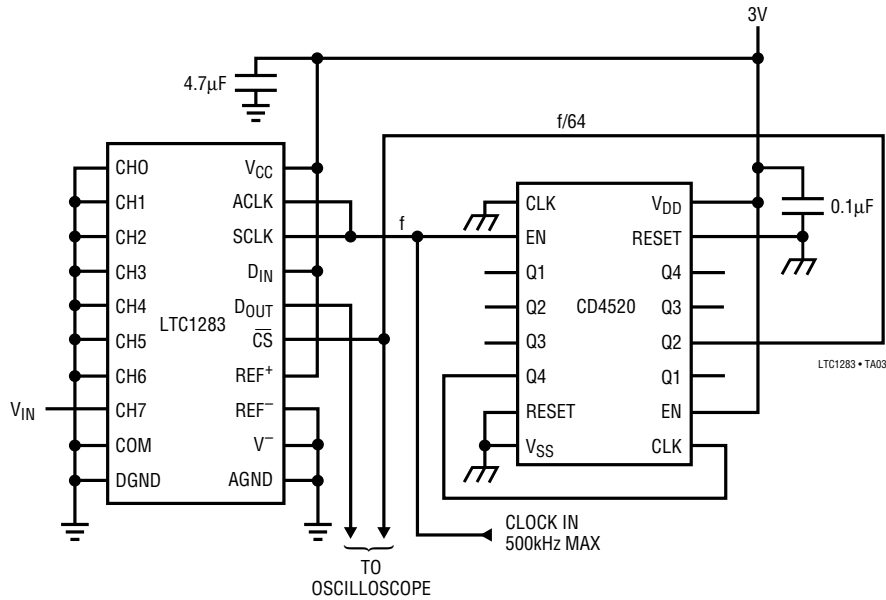 3V
4.7µF
f/64
CH0
CH1
CH2
CH3
CH4
CH5
CH6
CH7
COM
DGND
LTC1283
VCC
ACLK
SCLK
DIN
DOUT
CS
REF+
REF–
V–
AGND
VIN
f
CLK
EN
Q1
Q2
Q3
Q4
RESET
VSS
CD4520
VDD
RESET
Q4
Q3
Q2
Q1
EN
CLK
0.1µF
LTC1283 • TA03
CLOCK IN
500kHz MAX
TO
OSCILLOSCOPE